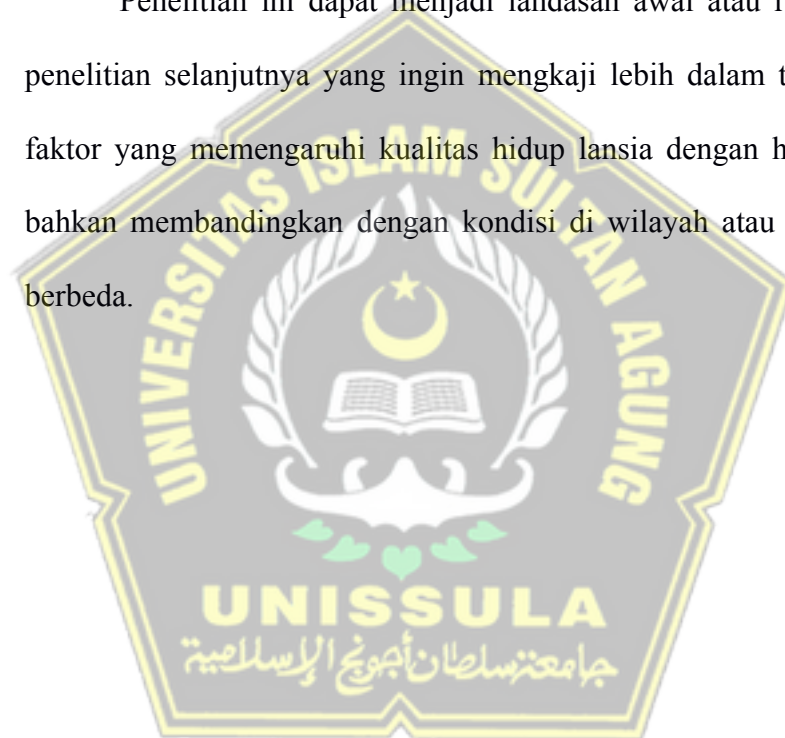 Penelitian ini dapat menjadi landasan awal atau
penelitian selanjutnya yang ingin mengkaji lebih dalam
faktor yang memengaruhi kualitas hidup lansia dengan
bahkan membandingkan dengan kondisi di wilayah atau
berbeda.
UNIVERSITAS ISLAM SULTAN AGUNG
UNISSULA
جامعة سلطان أجونج الإسلامية